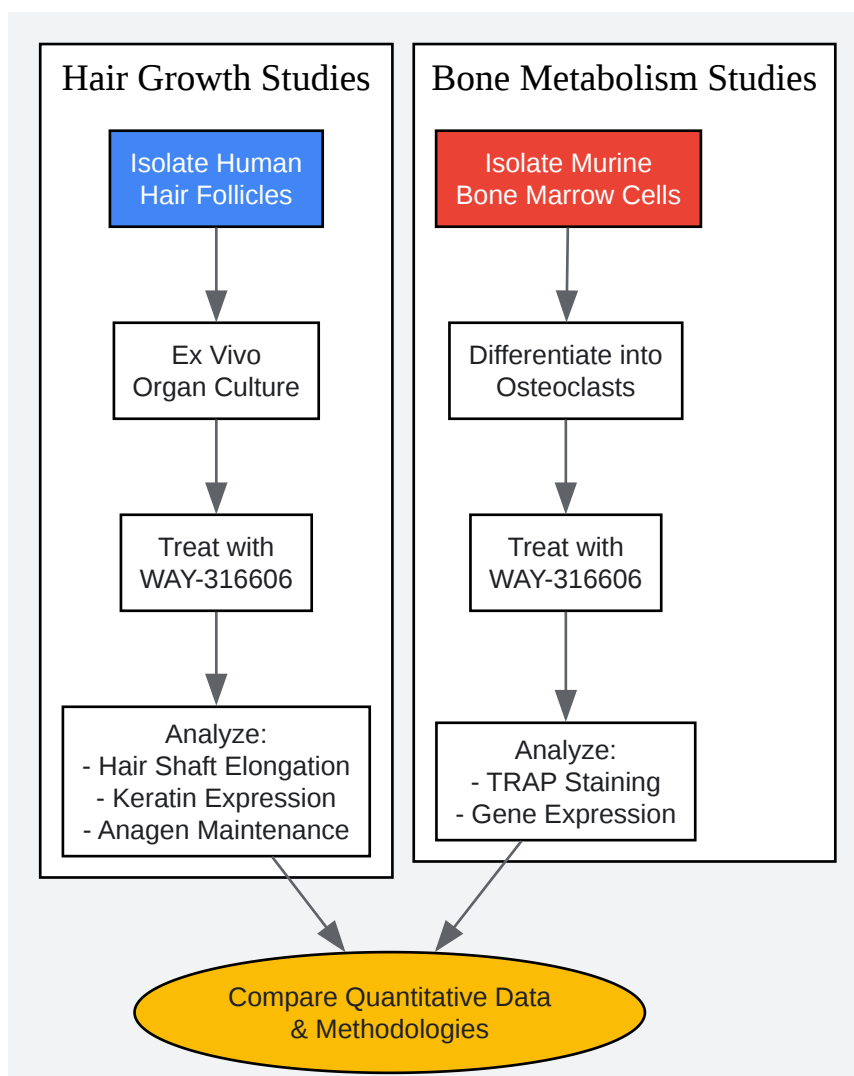 Hair Growth Studies
Isolate Human
Hair Follicles
Ex Vivo
Organ Culture
Treat with
WAY-316606
Analyze:
- Hair Shaft Elongation
- Keratin Expression
- Anagen Maintenance
Bone Metabolism Studies
Isolate Murine
Bone Marrow Cells
Differentiate into
Osteoclasts
Treat with
WAY-316606
Analyze:
- TRAP Staining
- Gene Expression
Compare Quantitative Data
& Methodologies